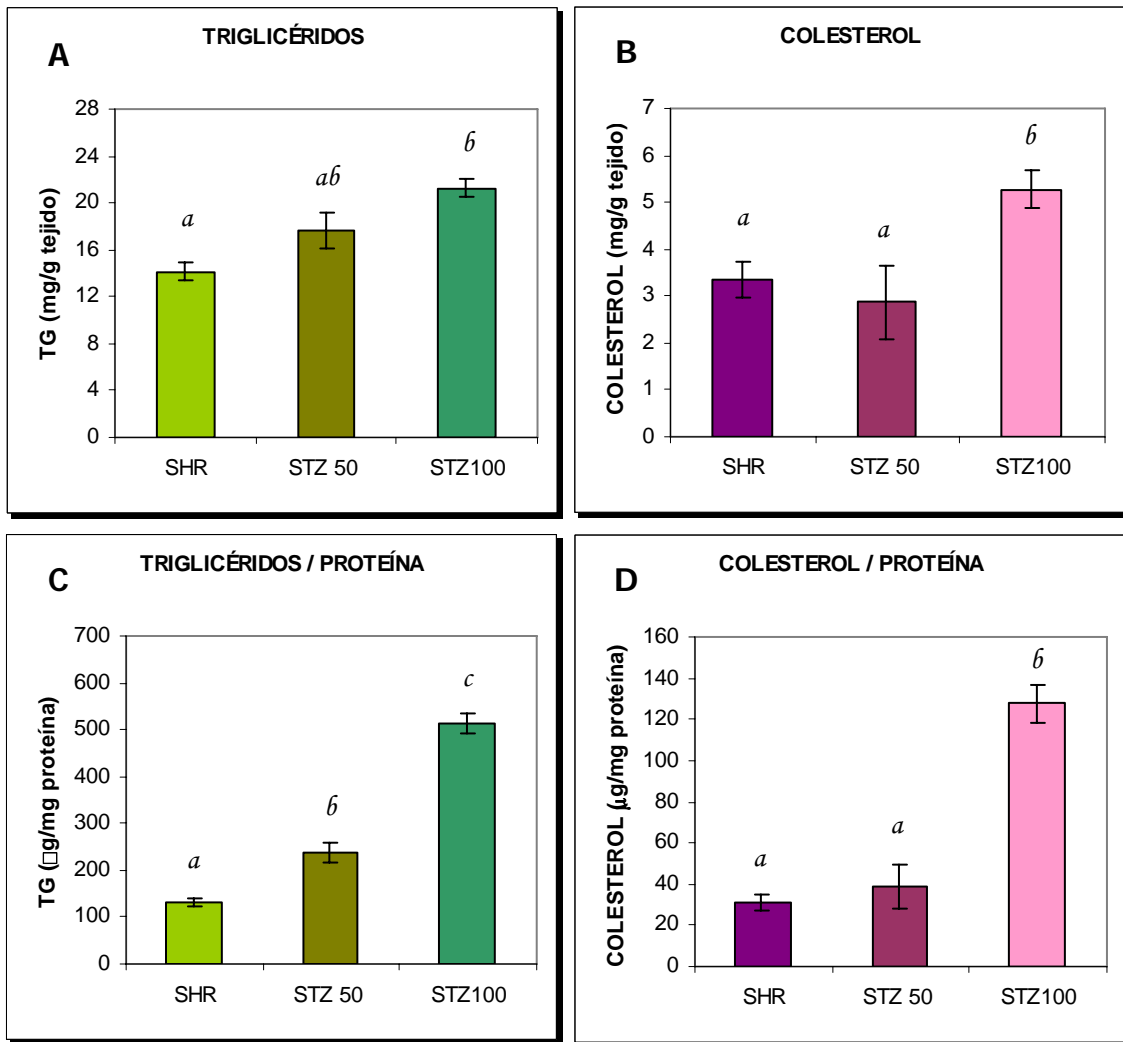 A
TRIGLICÉRIDOS
TG (mg/g tejido)
28
24
20
16
12
8
4
0
a
ab
b
SHR
STZ 50
STZ100
B
COLESTEROL
COLESTEROL (mg/g tejido)
7
6
5
4
3
2
1
0
a
a
b
SHR
STZ 50
STZ100
C
TRIGLICÉRIDOS / PROTEÍNA
TG (□g/mg proteína)
700
600
500
400
300
200
100
0
a
b
c
SHR
STZ 50
STZ100
D
COLESTEROL / PROTEÍNA
COLESTEROL (μg/mg proteína)
160
140
120
100
80
60
40
20
0
a
a
b
SHR
STZ 50
STZ100